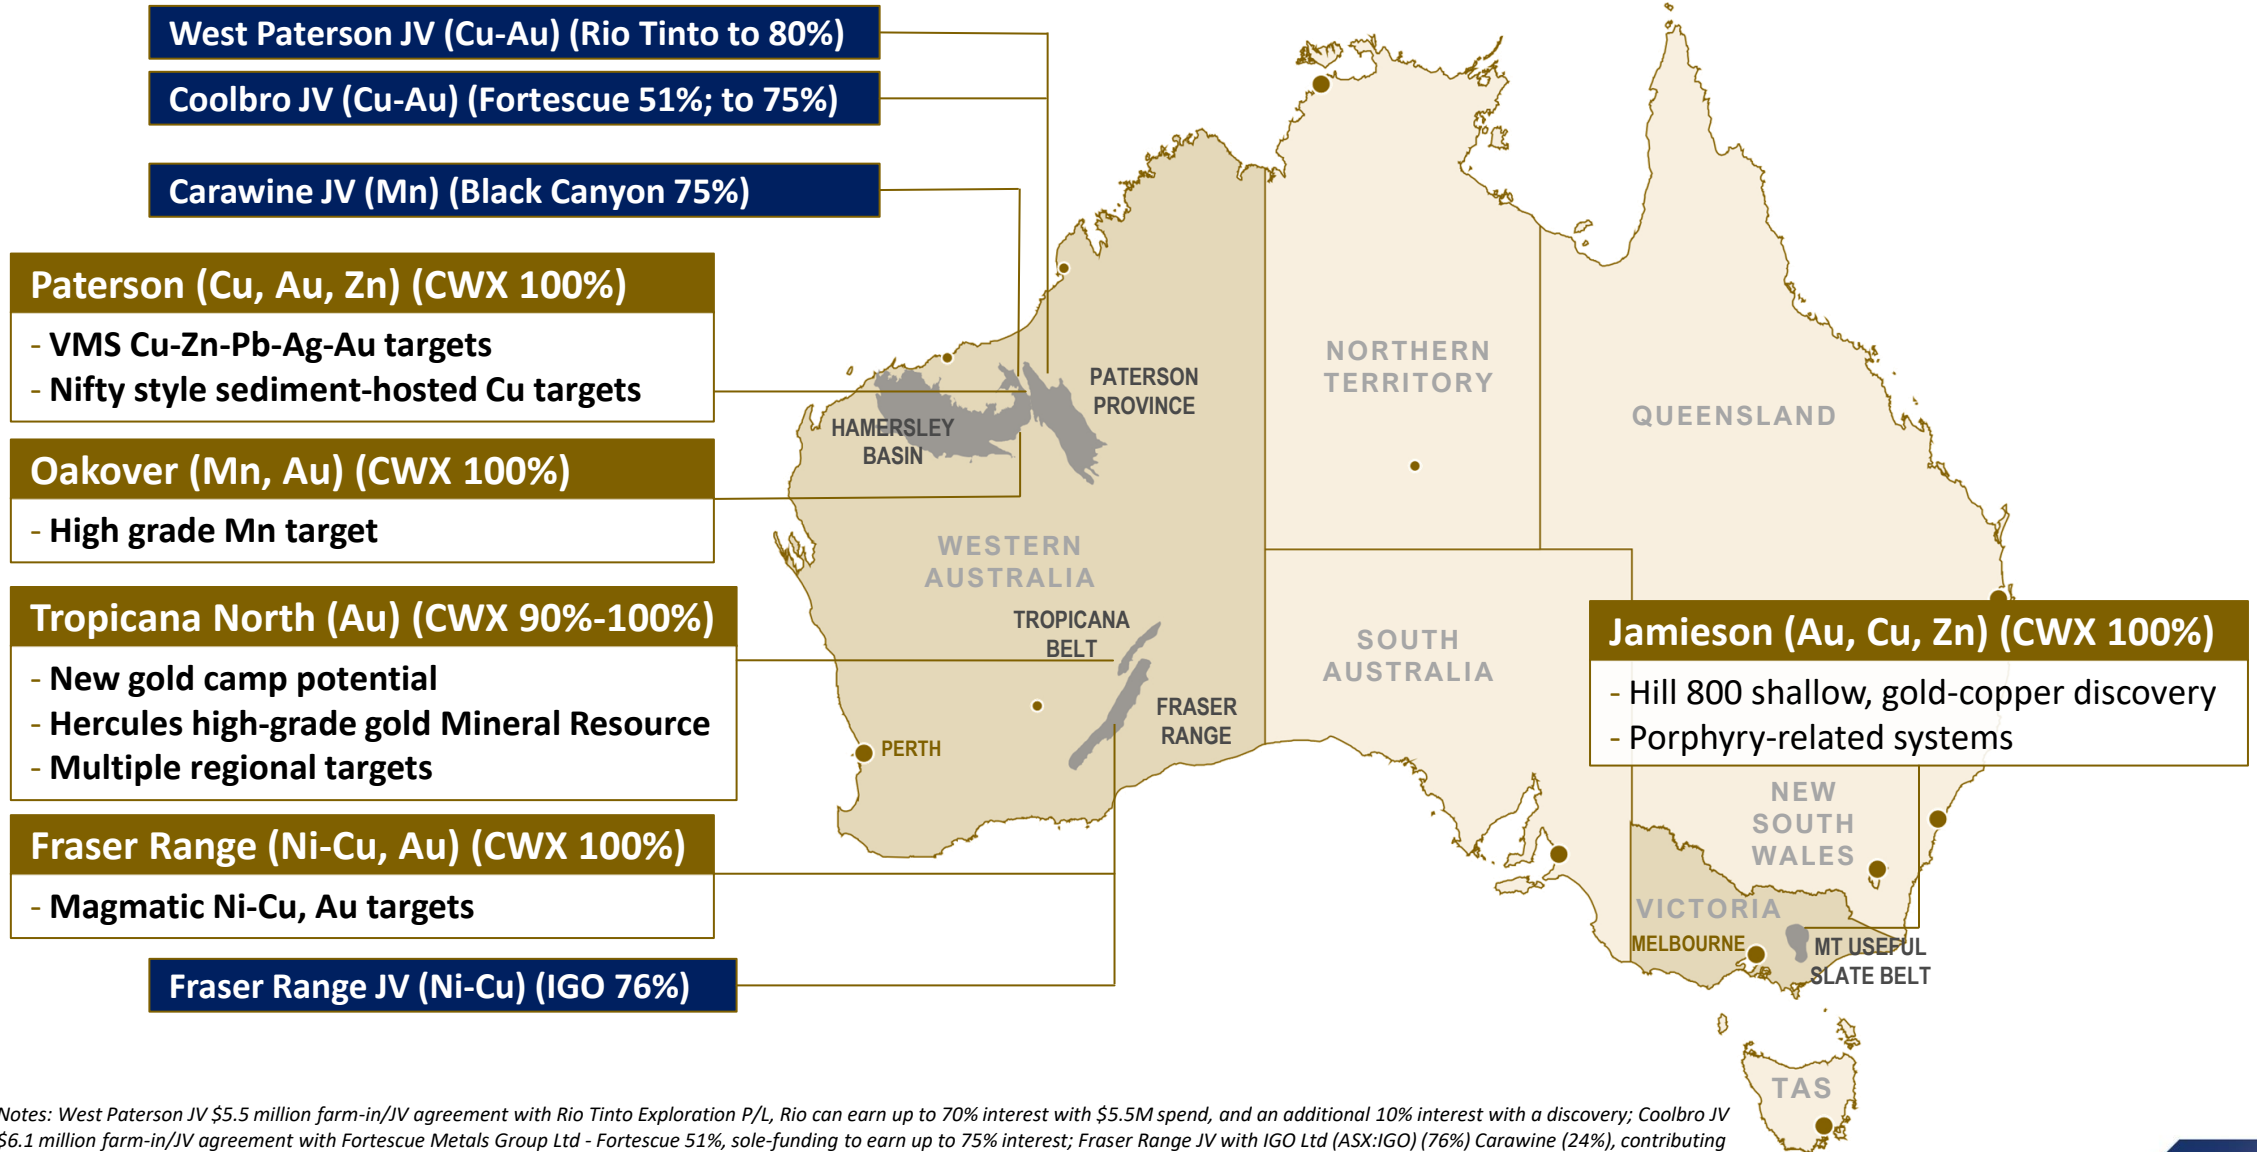 West Paterson JV (Cu-Au) (Rio Tinto to 80%)
Coolbro JV (Cu-Au) (Fortescue 51%; to 75%)
Carawine JV (Mn) (Black Canyon 75%)
Paterson (Cu, Au, Zn) (CWX 100%)
- VMS Cu-Zn-Pb-Ag-Au targets
- Nifty style sediment-hosted Cu targets
Oakover (Mn, Au) (CWX 100%)
- High grade Mn target
Tropicana North (Au) (CWX 90%-100%)
- New gold camp potential
- Hercules high-grade gold Mineral Resource
- Multiple regional targets
Fraser Range (Ni-Cu, Au) (CWX 100%)
- Magmatic Ni-Cu, Au targets
Fraser Range JV (Ni-Cu) (IGO 76%)
PATERSON
PROVINCE
HAMERSLEY
BASIN
WESTERN
AUSTRALIA
TROPICANA
BELT
FRASER
RANGE
PERTH
NORTHERN
TERRITORY
QUEENSLAND
SOUTH
AUSTRALIA
Jamieson (Au, Cu, Zn) (CWX 100%)
- Hill 800 shallow, gold-copper discovery
- Porphyry-related systems
NEW
SOUTH
WALES
VICTORIA
MELBOURNE
MT USEFUL
SLATE BELT
TAS
Notes: West Paterson JV $5.5 million farm-in/JV agreement with Rio Tinto Exploration P/L, Rio can earn up to 70% interest with $5.5M spend, and an additional 10% interest with a discovery; Coolbro JV
$6.1 million farm-in/JV agreement with Fortescue Metals Group Ltd - Fortescue 51%, sole-funding to earn up to 75% interest; Fraser Range JV with IGO Ltd (ASX:IGO) (76%) Carawine (24%), contributing